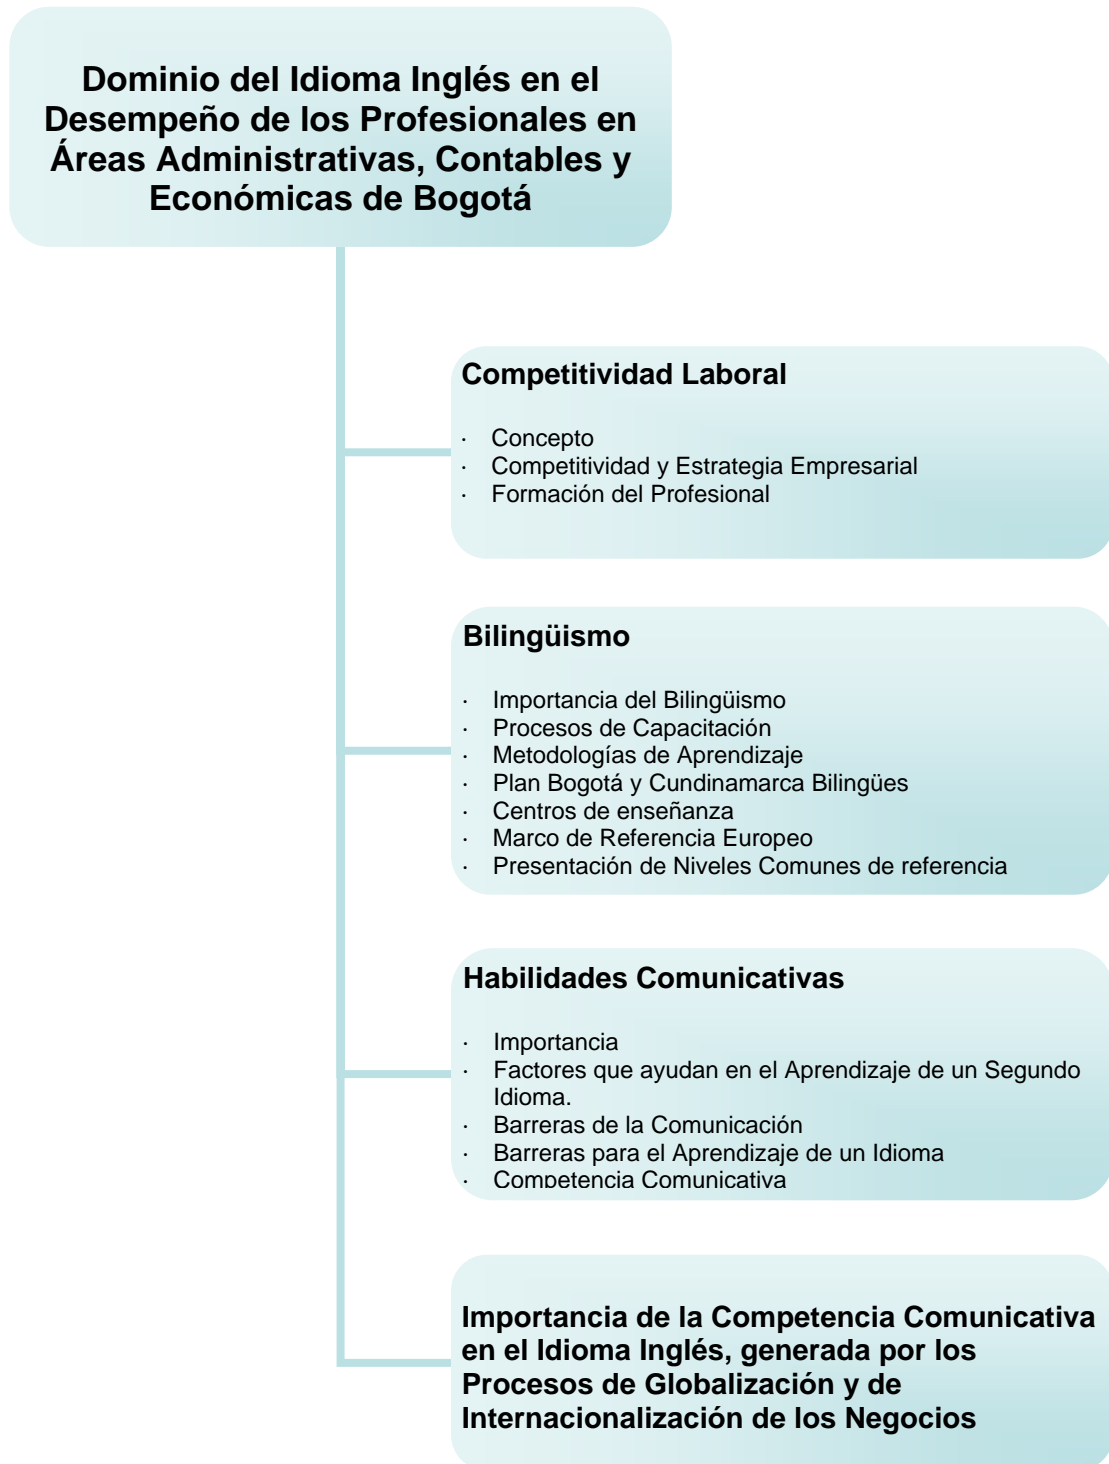 Dominio del Idioma Inglés en el
Desempeño de los Profesionales en
Áreas Administrativas, Contables y
Económicas de Bogotá
Competitividad Laboral
· Concepto
· Competitividad y Estrategia Empresarial
· Formación del Profesional
Bilingüismo
· Importancia del Bilingüismo
· Procesos de Capacitación
· Metodologías de Aprendizaje
· Plan Bogotá y Cundinamarca Bilingües
· Centros de enseñanza
· Marco de Referencia Europeo
· Presentación de Niveles Comunes de referencia
Habilidades Comunicativas
· Importancia
· Factores que ayudan en el Aprendizaje de un Segundo
Idioma.
· Barreras de la Comunicación
· Barreras para el Aprendizaje de un Idioma
· Competencia Comunicativa
Importancia de la Competencia Comunicativa
en el Idioma Inglés, generada por los
Procesos de Globalización y de
Internacionalización de los Negocios